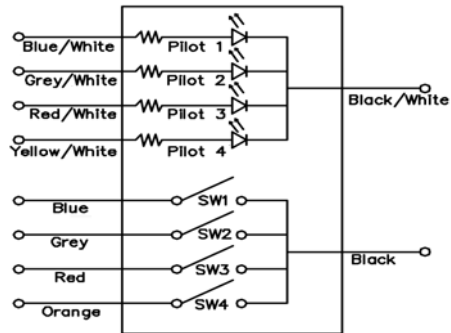 Blue/White Pilot 1
Grey/White Pilot 2
Black/White
Red/White Pilot 3
Yellow/White Pilot 4
Blue SW1
Grey SW2
Black
Red SW3
Orange SW4